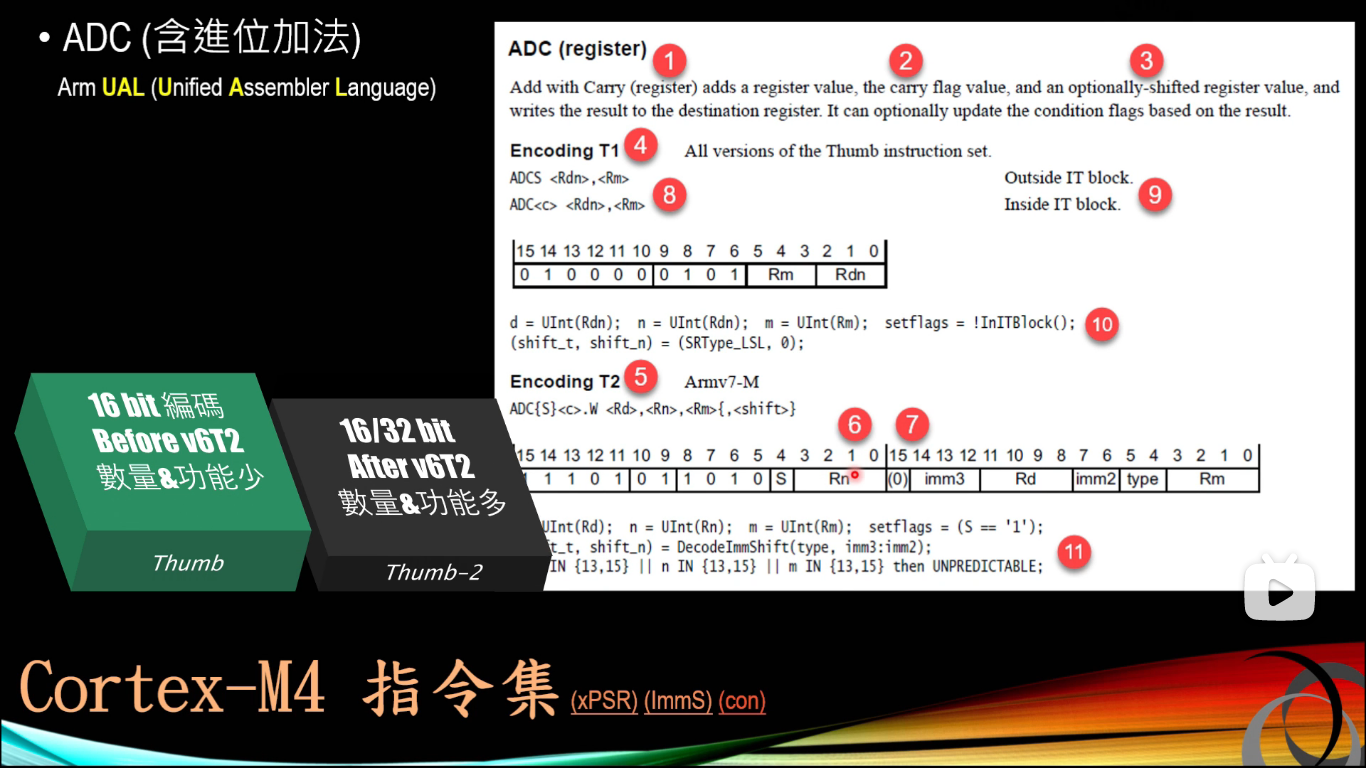 • ADC (含進位加法)
Arm UAL (Unified Assembler Language)
ADC (register)
1
2
3
Add with Carry (register) adds a register value, the carry flag value, and an optionally-shifted register value, and
writes the result to the destination register. It can optionally update the condition flags based on the result.
Encoding T1 4 All versions of the Thumb instruction set.
ADCS <Rdn>,<Rm> Outside IT block.
8
9
ADC<c> <Rdn>,<Rm> Inside IT block.
15 14 13 12 11 10 9 8 7 6 5 4 3 2 1 0
0 1 0 0 0 0 0 1 0 1 Rm Rdn
d = UInt(Rdn); n = UInt(Rdn); m = UInt(Rm); setflags = !InITBlock(); 10
(shift_t, shift_n) = (SRType_LSL, 0);
Encoding T2 5 Armv7-M
ADC{S}<c>.W <Rd>,<Rn>,<Rm>{,<shift>}
6
7
15 14 13 12 11 10 9 8 7 6 5 4 3 2 1 0 15 14 13 12 11 10 9 8 7 6 5 4 3 2 1 0
1 1 1 0 1 0 1 1 0 1 0 S Rn (0) imm3 Rd imm2 type Rm
UInt(Rd); n = UInt(Rn); m = UInt(Rm); setflags = (S == '1');
t_t, shift_n) = DecodeImmShift(type, imm3:imm2);
11
IN {13,15} || n IN {13,15} || m IN {13,15} then UNPREDICTABLE;
16 bit 編碼
Before v6T2
數量&功能少
Thumb
16/32 bit
After v6T2
數量&功能多
Thumb-2
Cortex-M4 指令集 (xPSR) (ImmS) (con)